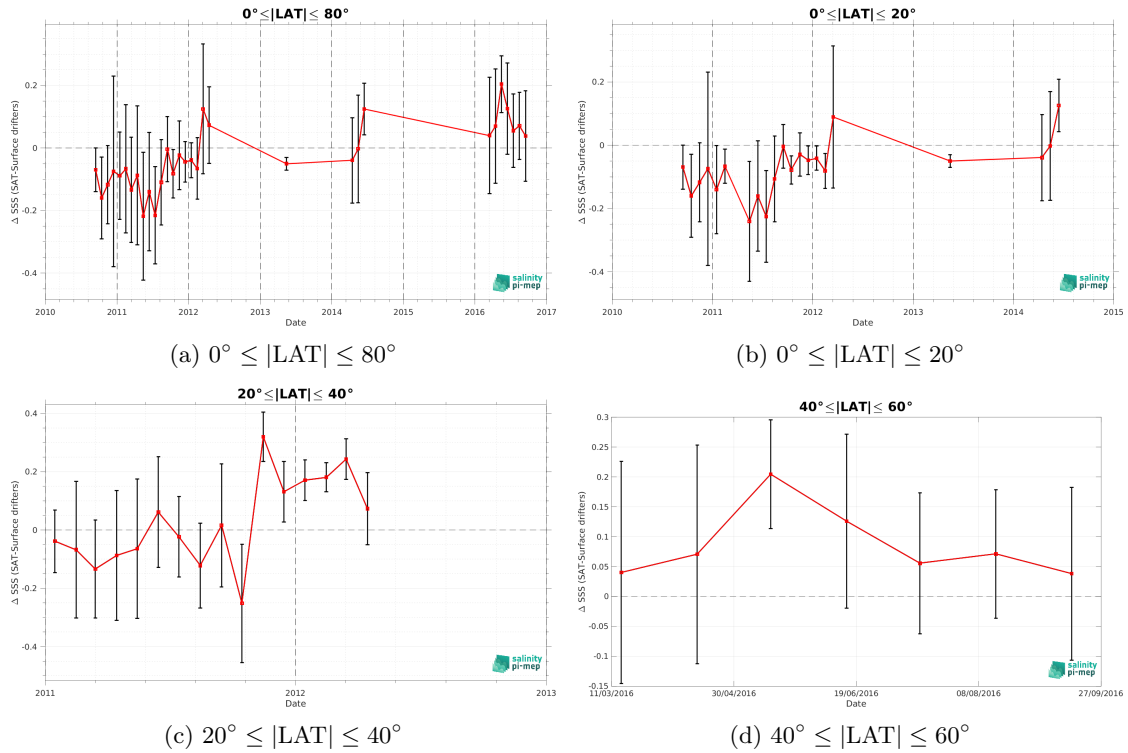 0°≤|LAT|≤ 80°
Δ SSS (SAT-Surface drifters)
0.2
0
-0.2
-0.4
salinity
pi-mep
2010 2011 2012 2013 2014 2015 2016 2017
Date
(a) 0° ≤ |LAT| ≤ 80°
0°≤|LAT|≤ 20°
Δ SSS (SAT-Surface drifters)
0.2
0
-0.2
-0.4
salinity
pi-mep
2010 2011 2012 2013 2014 2015
Date
(b) 0° ≤ |LAT| ≤ 20°
20°≤|LAT|≤ 40°
Δ SSS (SAT-Surface drifters)
0.4
0.2
0
-0.2
-0.4
salinity
pi-mep
2011 2012 2013
Date
(c) 20° ≤ |LAT| ≤ 40°
40°≤|LAT|≤ 60°
Δ SSS (SAT-Surface drifters)
0.3
0.25
0.2
0.15
0.1
0.05
0
-0.05
-0.1
-0.15
salinity
pi-mep
11/03/2016 30/04/2016 19/06/2016 08/08/2016 27/09/2016
Date
(d) 40° ≤ |LAT| ≤ 60°